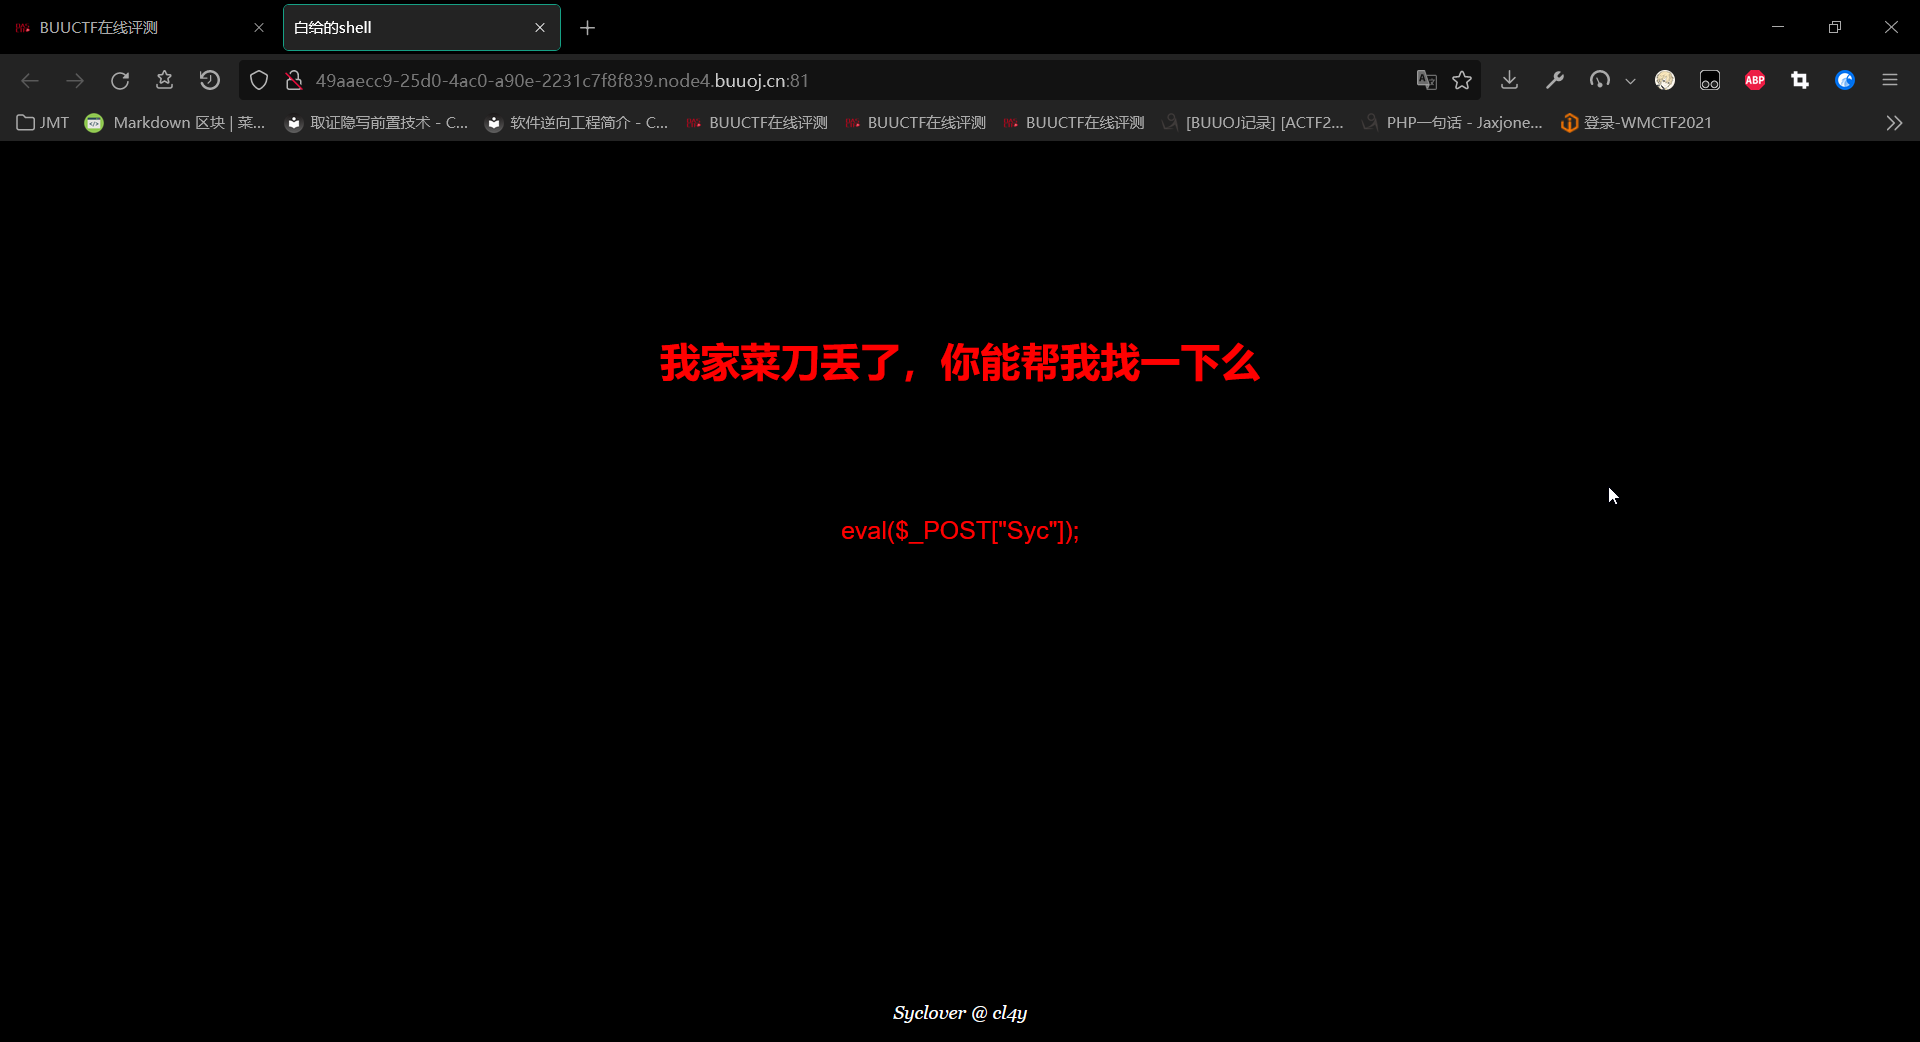 BUUCTF在线评测
白给的shell
49aaecc9-25d0-4ac0-a90e-2231c7f8f839.node4.buuoj.cn:81
ABP
JMT
Markdown 区块 | 菜...
取证隐写前置技术 - C...
软件逆向工程简介 - C...
BUUCTF在线评测
BUUCTF在线评测
BUUCTF在线评测
[BUUOJ记录] [ACTF2...
PHP一句话 - Jaxjone...
登录-WMCTF2021
我家菜刀丢了，你能帮我找一下么
eval($_POST["Syc"]);
Syclover @ cl4y